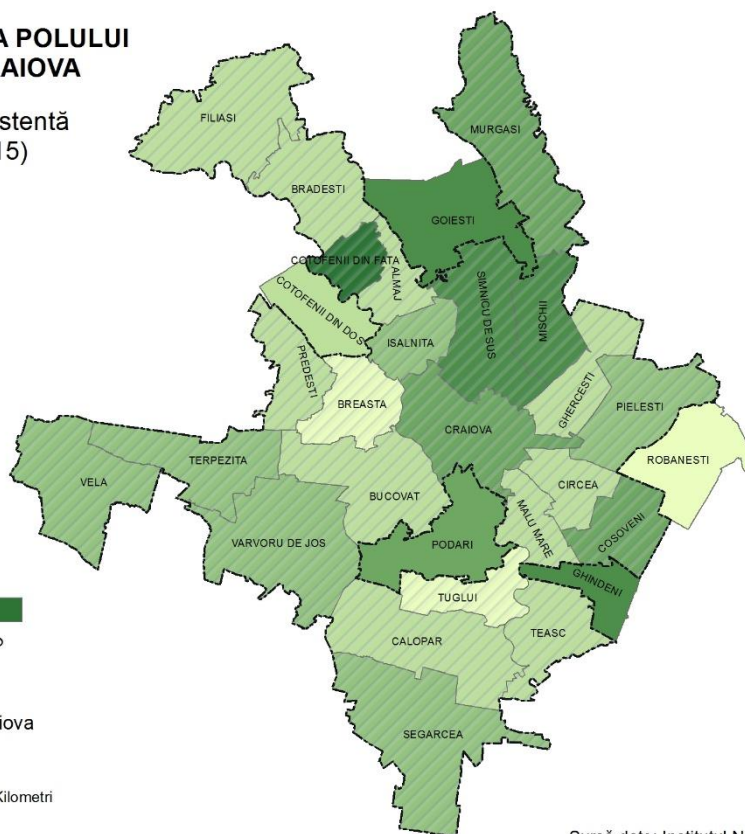 A POLULUI
AIOVA
stentă
15)
FILIASI
MURGASI
BRADESTI
GOIESTI
COTOFENII DIN FATA
ALMAJ
SIMNICU DE SUS
MISCHII
COTOFENII DIN DOS
ISALNITA
PREDESTI
GHERCESTI
BREASTA
PIELESTI
CRAIOVA
TERPEZITA
ROBANESTI
VELA
BUCOVAT
CIRCEA
MALU MARE
VARVORU DE JOS
PODARI
COSOVENI
GHINDENI
TUGLUI
CALOPAR
TEASC
SEGARCEA
iova
Kilometri